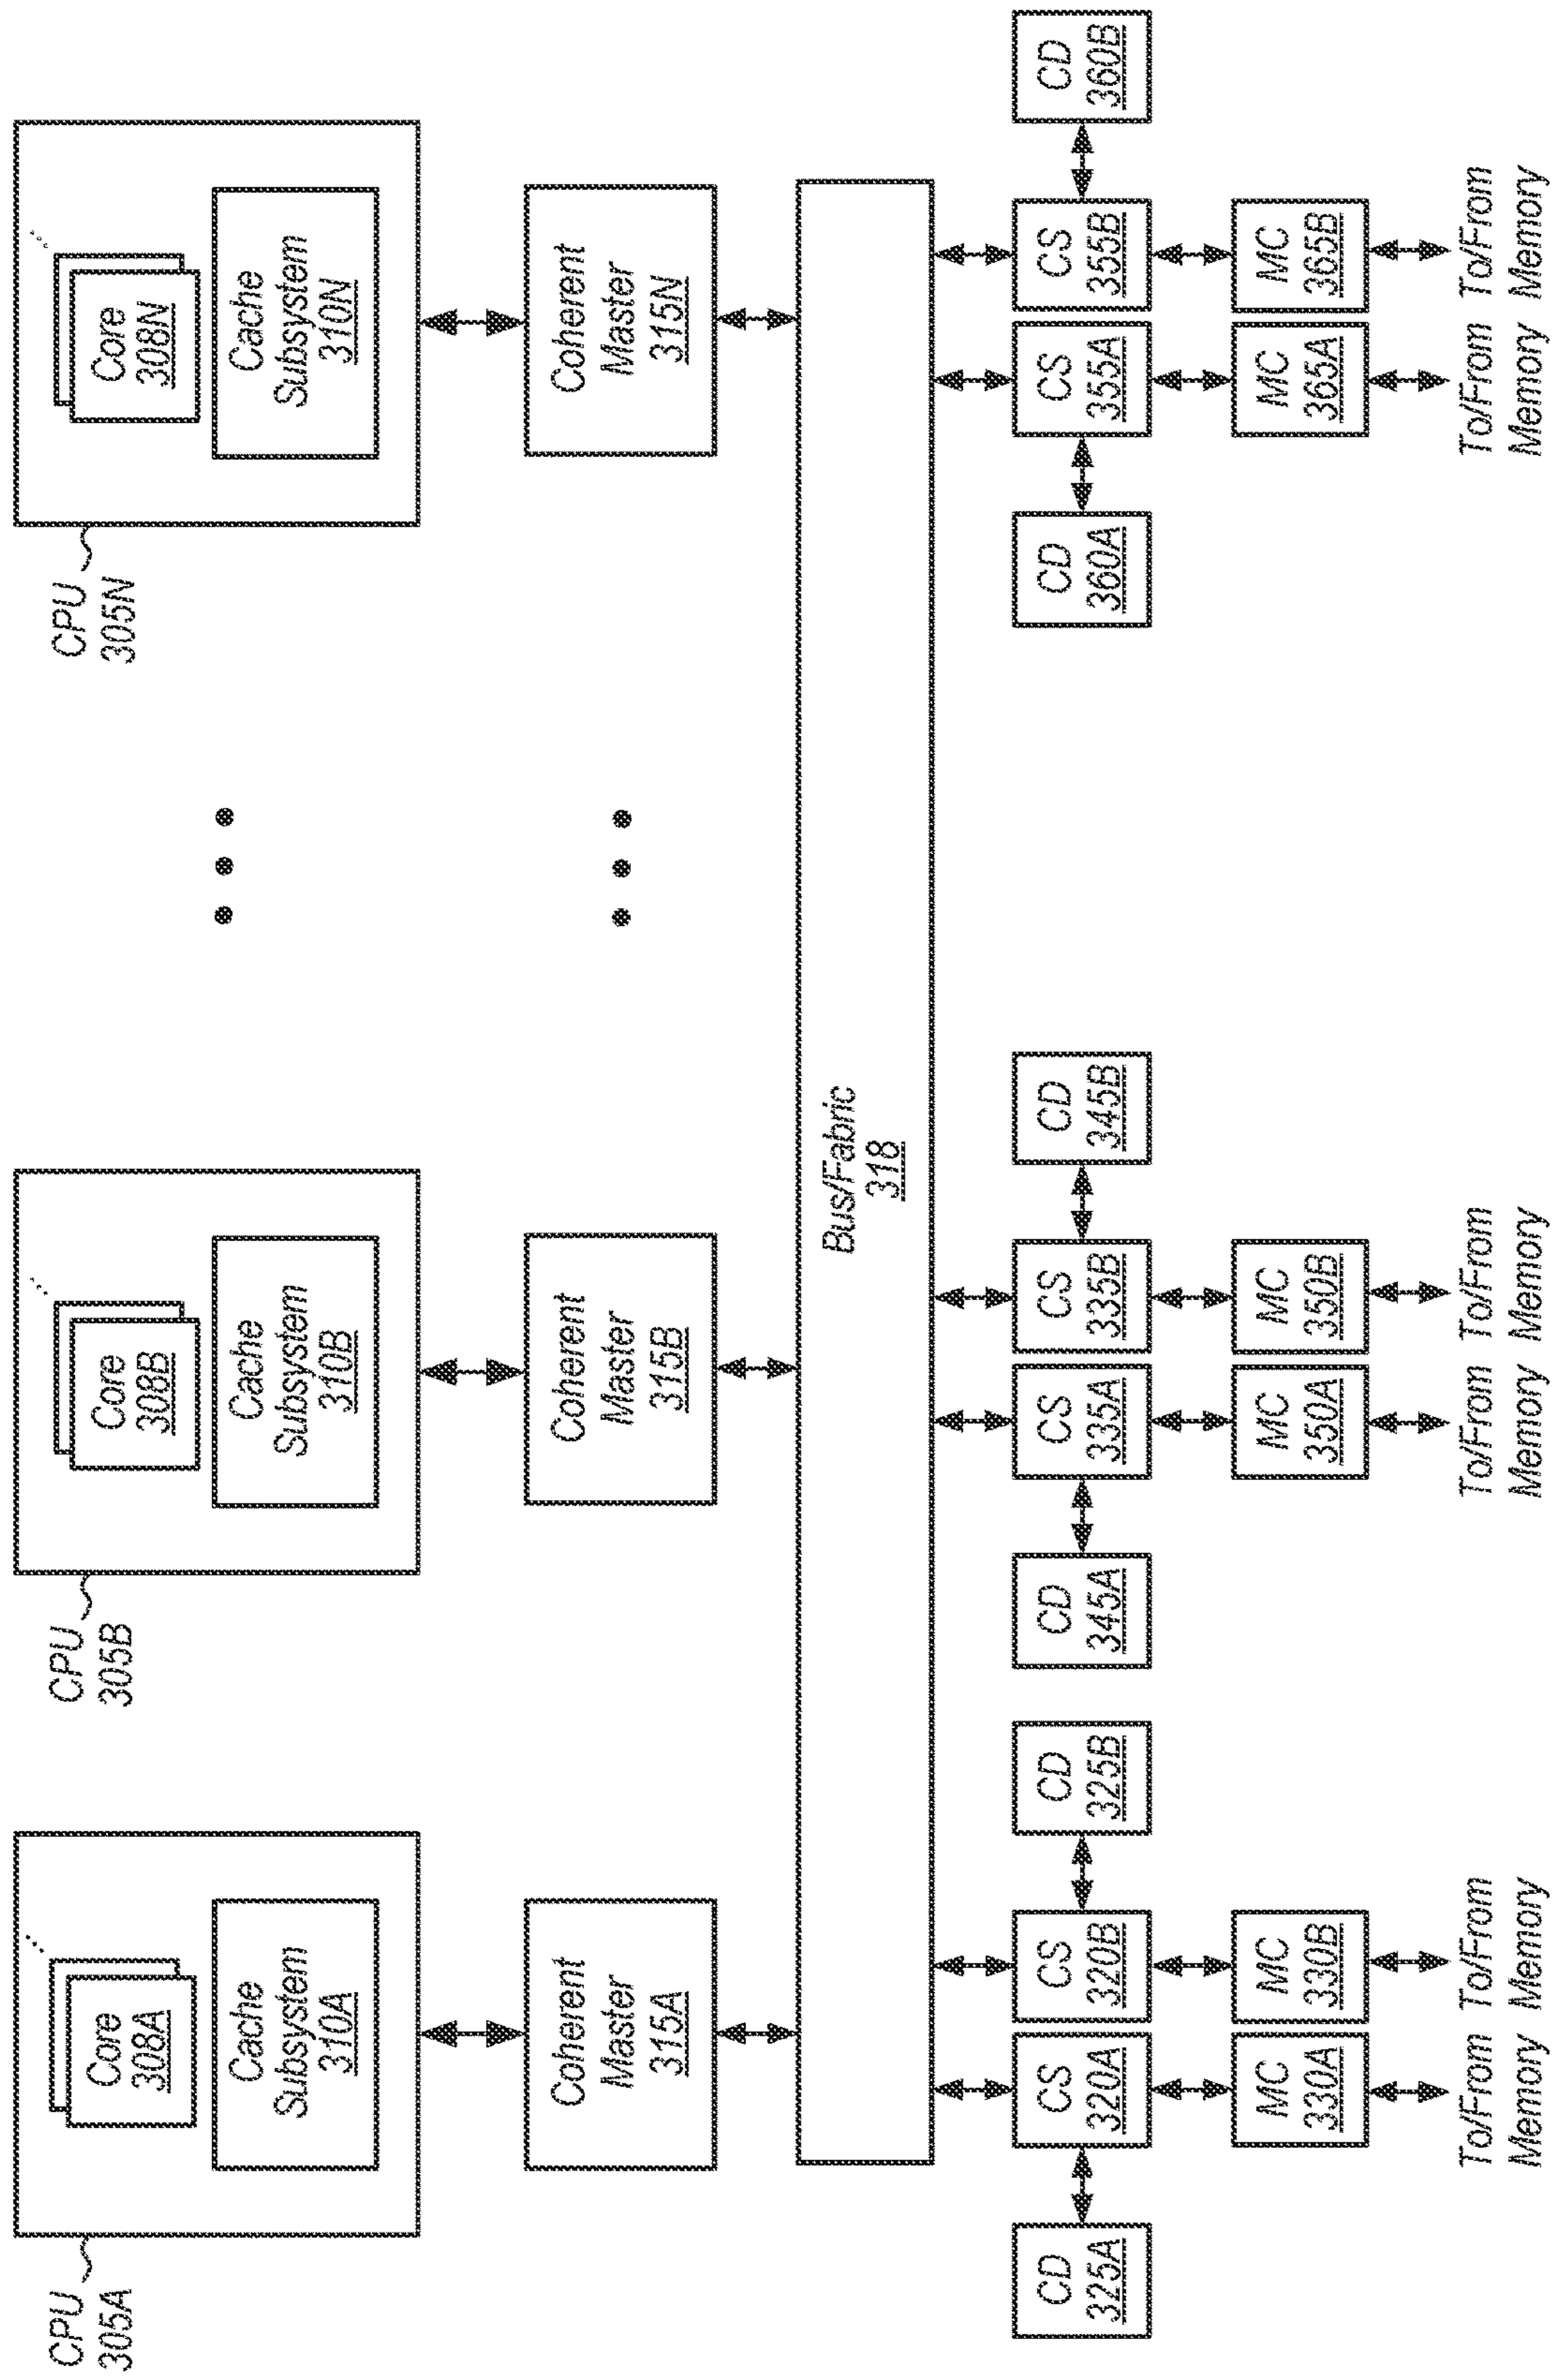 CPU
305A
Core
308A
Cache
Subsystem
310A
CPU
305B
Core
308B
Cache
Subsystem
310B
CPU
305N
Core
308N
Cache
Subsystem
310N
Coherent
Master
315A
Coherent
Master
315B
Coherent
Master
315N
Bus/Fabric
318
CD
325A
CS
320A
CS
320B
CD
325B
CD
345A
CS
335A
CS
335B
CD
345B
CD
360A
CS
355A
CS
355B
CD
360B
MC
330A
MC
330B
MC
350A
MC
350B
MC
365A
MC
365B
To/From
Memory
To/From
Memory
To/From
Memory
To/From
Memory
To/From
Memory
To/From
Memory